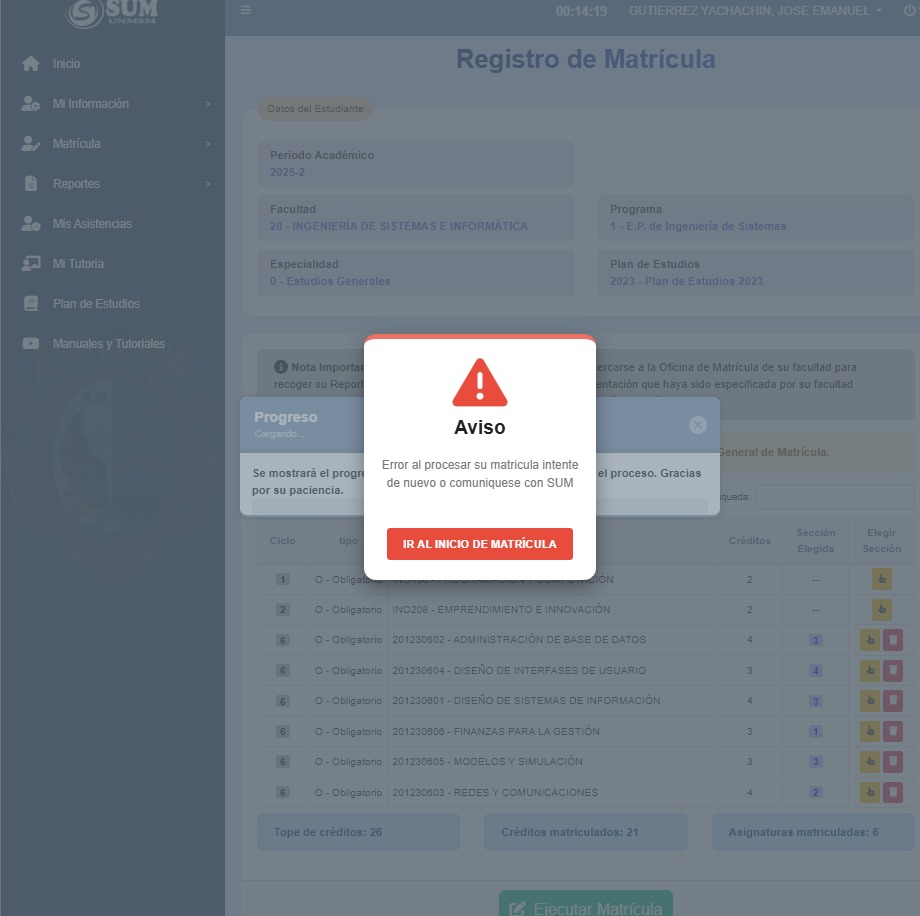 SUM
UNMSM
00:14:19
GUTIERREZ YACHACHIN, JOSE EMANUEL
Inicio
Mi Información
Matrícula
Reportes
Mis Asistencias
Mi Tutoria
Plan de Estudios
Manuales y Tutoriales
Registro de Matrícula
Datos del Estudiante
Periodo Académico
2025-2
Facultad
20 - INGENIERÍA DE SISTEMAS E INFORMÁTICA
Programa
1 - E.P. de Ingeniería de Sistemas
Especialidad
0 - Estudios Generales
Plan de Estudios
2023 - Plan de Estudios 2023
Nota Importan ercarse a la Oficina de Matrícula de su facultad para
recoger su Report entación que haya sido especificada por su facultad
General de Matrícula.
Progreso
Cargando...
Se mostrará el progre el proceso. Gracias
por su paciencia.
Aviso
Error al procesar su matricula intente
de nuevo o comuniquese con SUM
IR AL INICIO DE MATRÍCULA
squeda:
Ciclo tipo Créditos Sección Elegida Elegir Sección
1 O - Obligatorio 2 --
2 O - Obligatorio INO208 - EMPRENDIMIENTO E INNOVACIÓN 2 --
6 O - Obligatorio 201230602 - ADMINISTRACIÓN DE BASE DE DATOS 4 3
6 O - Obligatorio 201230604 - DISEÑO DE INTERFASES DE USUARIO 3 4
6 O - Obligatorio 201230601 - DISEÑO DE SISTEMAS DE INFORMACIÓN 4 3
6 O - Obligatorio 201230606 - FINANZAS PARA LA GESTIÓN 3 1
6 O - Obligatorio 201230605 - MODELOS Y SIMULACIÓN 3 3
6 O - Obligatorio 201230603 - REDES Y COMUNICACIONES 4 2
Tope de créditos: 26
Créditos matriculados: 21
Asignaturas matriculadas: 6
Ejecutar Matrícula